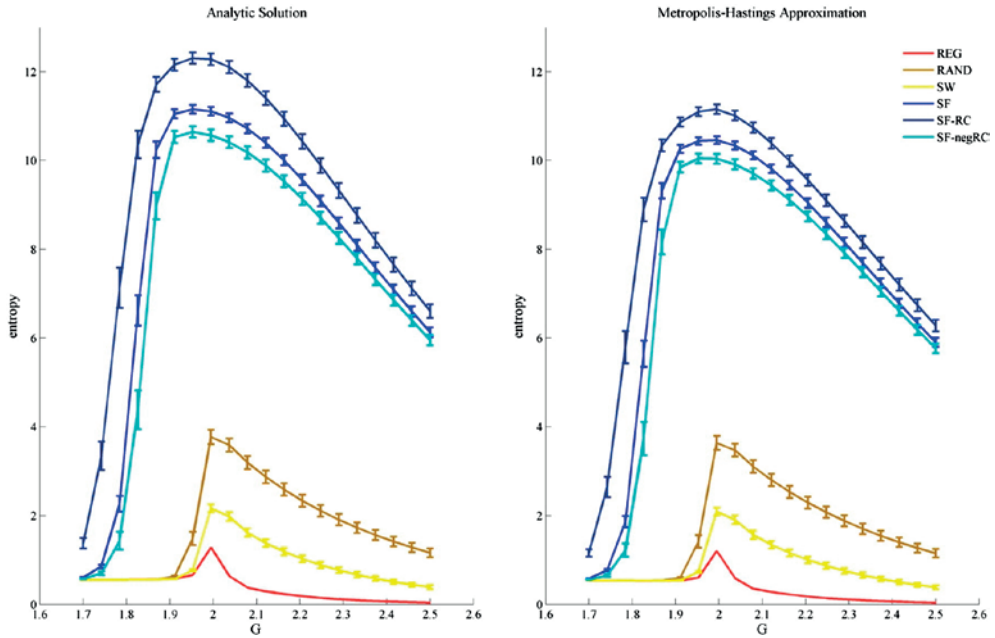 Analytic Solution
entropy
12
10
8
6
4
2
0
1.6 1.7 1.8 1.9 2 2.1 2.2 2.3 2.4 2.5 2.6
G
Metropolis-Hastings Approximation
REG
RAND
SW
SF
SF-RC
SF-negRC
entropy
12
10
8
6
4
2
0
1.6 1.7 1.8 1.9 2 2.1 2.2 2.3 2.4 2.5 2.6
G